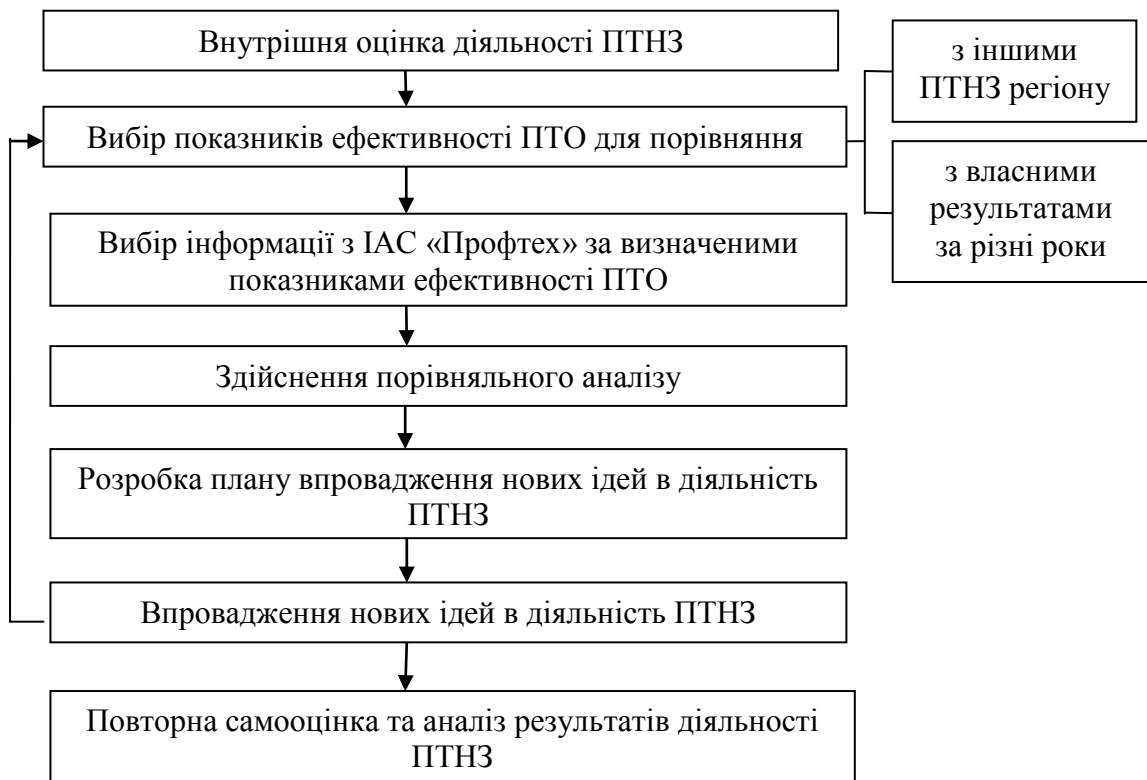 Внутрішня оцінка діяльності ПТНЗ
з іншими
ПТНЗ регіону
Вибір показників ефективності ПТО для порівняння
з власними
результатами
за різні роки
Вибір інформації з ІАС «Профтех» за визначеними
показниками ефективності ПТО
Здійснення порівняльного аналізу
Розробка плану впровадження нових ідей в діяльність
ПТНЗ
Впровадження нових ідей в діяльність ПТНЗ
Повторна самооцінка та аналіз результатів діяльності
ПТНЗ